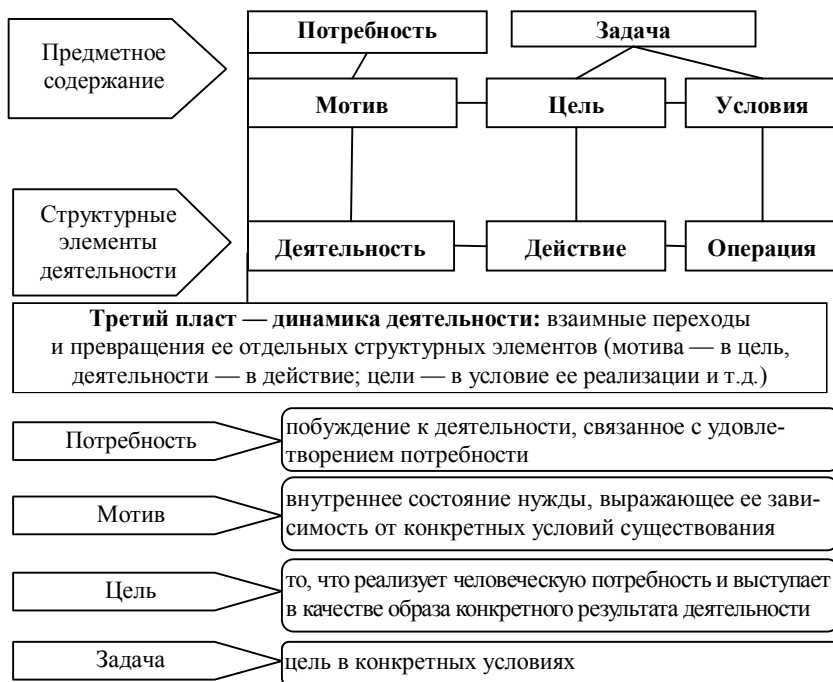 Предметное
содержание
Потребность
Задача
Мотив
Цель
Условия
Структурные
элементы
деятельности
Деятельность
Действие
Операция
Третий пласт — динамика деятельности: взаимные переходы
и превращения ее отдельных структурных элементов (мотива — в цель,
деятельности — в действие; цели — в условие ее реализации и т.д.)
Потребность
побуждение к деятельности, связанное с удовле-
творением потребности
Мотив
внутреннее состояние нужды, выражающее ее зави-
симость от конкретных условий существования
Цель
то, что реализует человеческую потребность и выступает
в качестве образа конкретного результата деятельности
Задача
цель в конкретных условиях